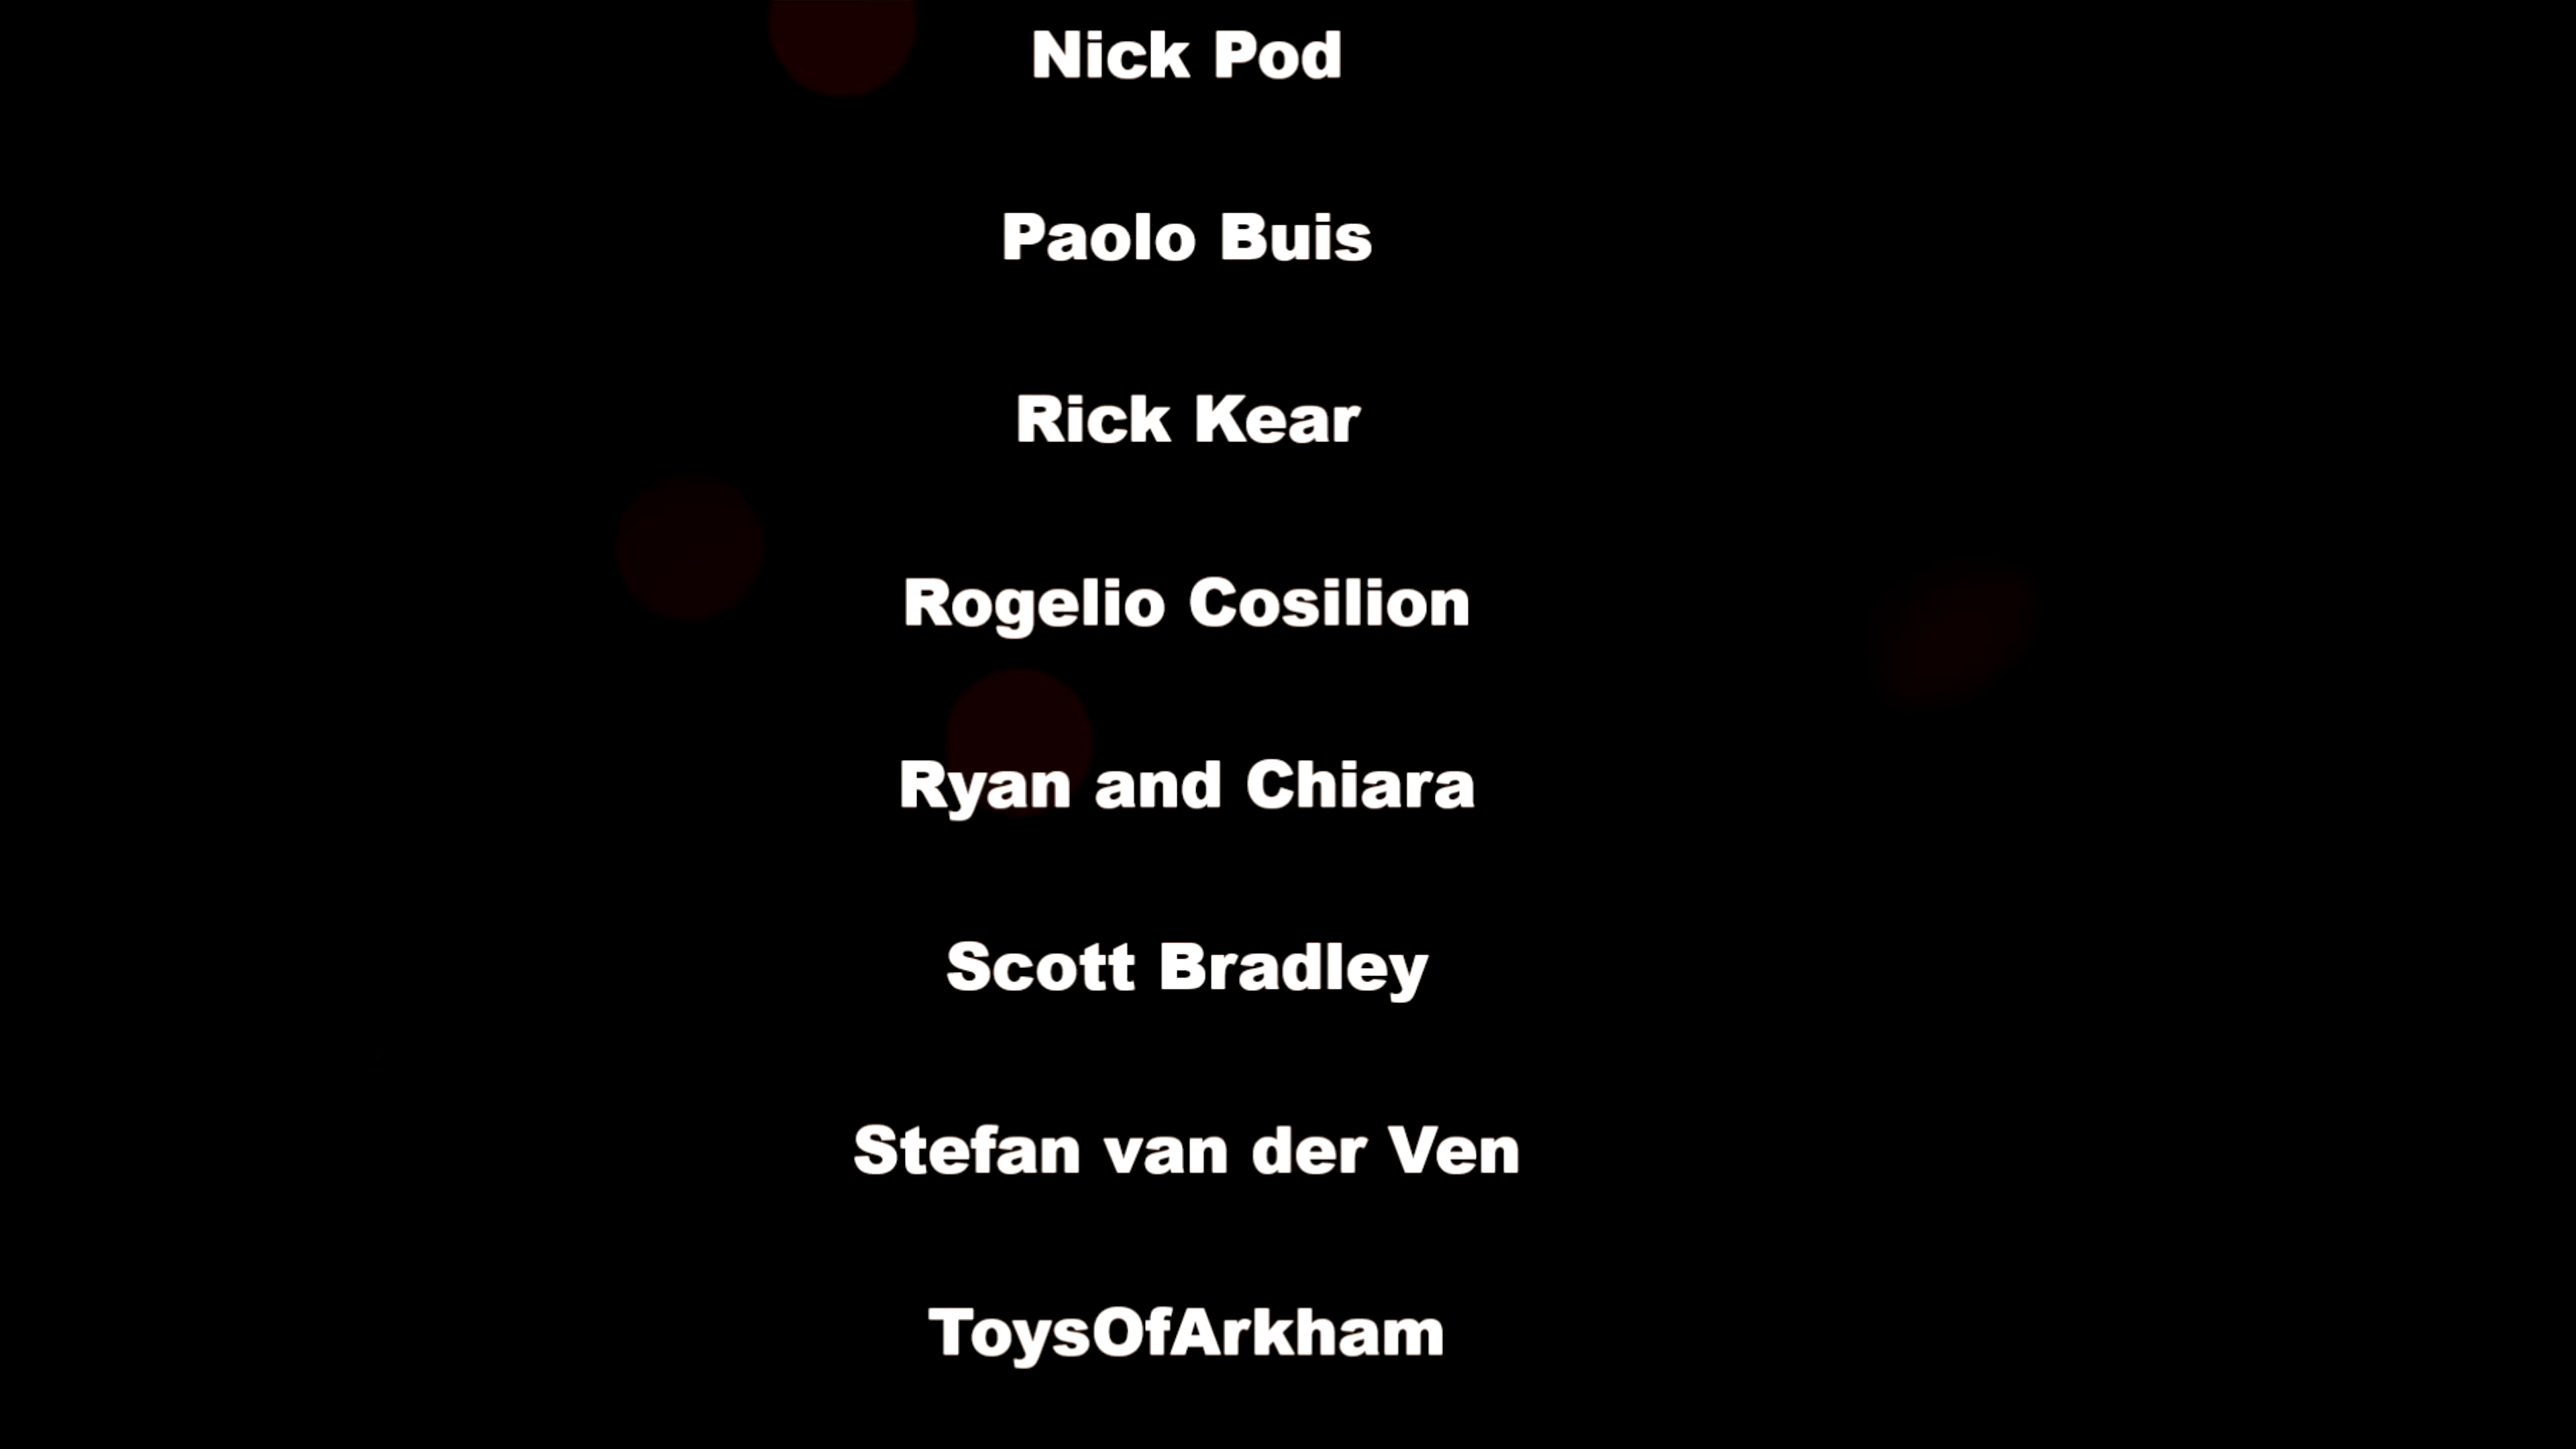 Nick Pod
Paolo Buis
Rick Kear
Rogelio Cosilion
Ryan and Chiara
Scott Bradley
Stefan van der Ven
ToysOfArkham